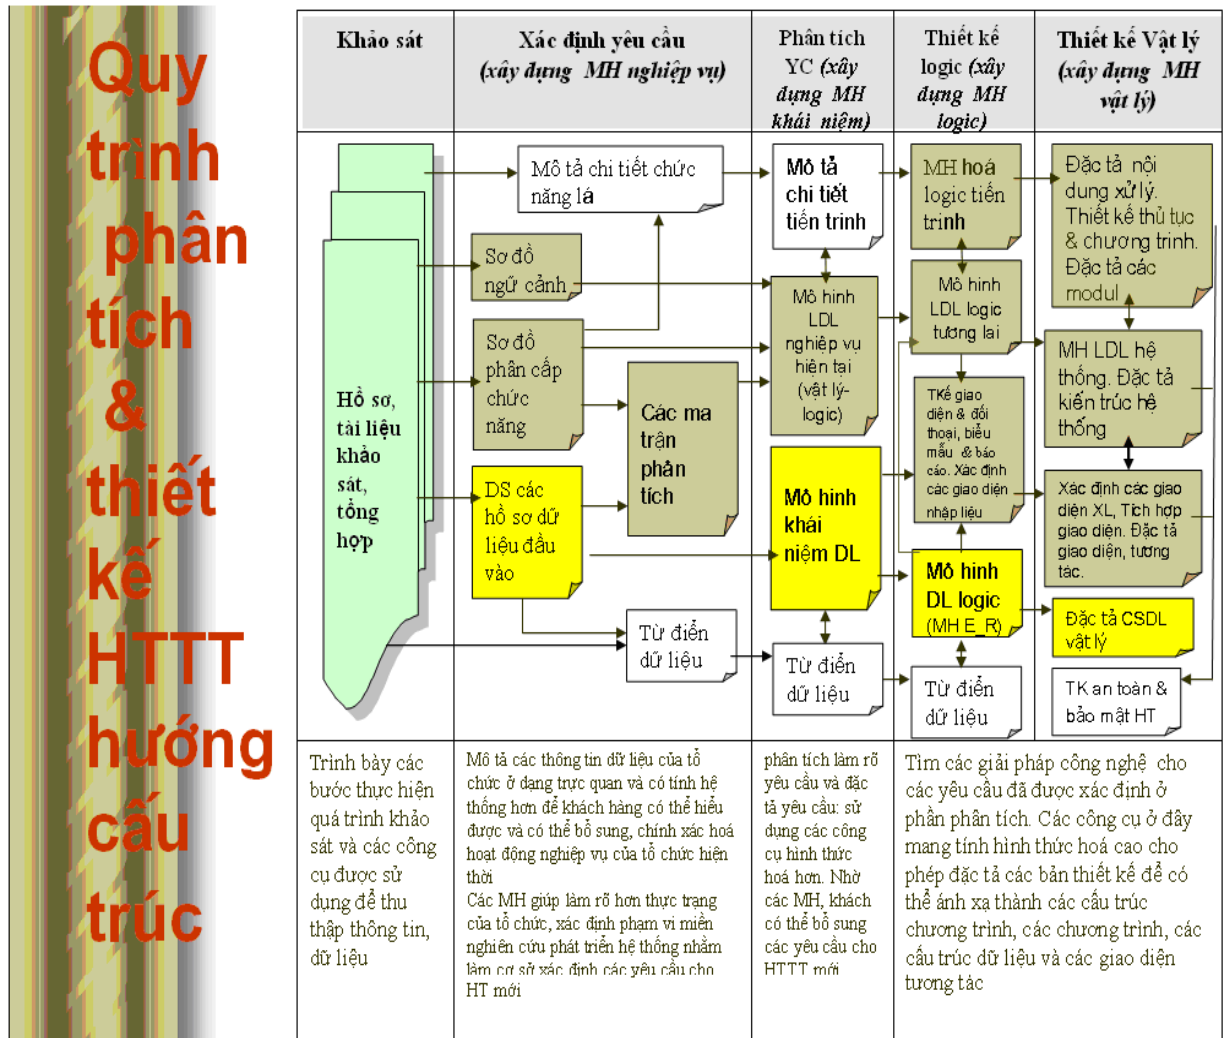 Quy
trình
phân
tích
&
thiết
kế
HTTT
hướng
cấu
trúc
Khảo sát
Xác định yêu cầu
(xây dựng MH nghiệp vụ)
Phân tích
YC (xây
dựng MH
khái niệm)
Thiết kế
logic (xây
dựng MH
logic)
Thiết kế Vật lý
(xây dựng MH
vật lý)
Hồ sơ,
tài liệu
khảo
sát,
tổng
hợp
Mô tả chi tiết chức
năng lá
Sơ đồ
ngữ cảnh
Sơ đồ
phân cấp
chức
năng
Các ma
trận phân
tích
DS các
hồ sơ dữ
liệu đầu
vào
Từ điển
dữ liệu
Mô tả
chi tiết
tiến trinh
Mô hinh
LDL
nghiệp vụ
hiện tại
(vật lý-
logic)
Mô hinh
khái
niệm DL
Từ điển
dữ liệu
MH hoá
logic tiến
trinh
Mô hinh
LDL logic
tương lai
TKế giao
diện & đối
thoại, biểu
mẫu & báo
cáo. Xác định
các giao diện
nhập liệu
Mô hinh
DL logic
(MH E_R)
Từ điển
dữ liệu
Đặc tả nội
dung xử lý.
Thiết kế thủ tục
& chương trinh.
Đặc tả các
modul
MH LDL hệ
thống. Đặc tả
kiến trúc hệ
thống
Xác định các giao
diện XL, Tích hợp
giao diện. Đặc tả
giao diện, tương
tác.
Đặc tả CSDL
vật lý
TK an toàn &
bảo mật HT
Trình bày các
bước thực hiện
quá trình khảo
sát và các công
cụ được sử
dụng để thu
thập thông tin,
dữ liệu
Mô tả các thông tin dữ liệu của tổ
chức ở dạng trực quan và có tính hệ
thống hơn để khách hàng có thể hiểu
được và có thể bổ sung, chính xác hoá
hoạt động nghiệp vụ của tổ chức hiện
thời
Các MH giúp làm rõ hơn thực trạng
của tổ chức, xác định phạm vi miền
nghiên cứu phát triển hệ thống nhằm
làm cơ sở xác định các yêu cầu cho
HT mới
phân tích làm rõ
yêu cầu và đặc
tả yêu cầu: sử
dụng các công
cụ hình thức
hoá hơn. Nhờ
các MH, khách
có thể bổ sung
các yêu cầu cho
HTTT mới
Tìm các giải pháp công nghệ cho
các yêu cầu đã được xác định ở
phần phân tích. Các công cụ ở đây
mang tính hình thức hoá cao cho
phép đặc tả các bản thiết kế để có
thể ánh xạ thành các cấu trúc
chương trình, các chương trình, các
cấu trúc dữ liệu và các giao diện
tương tác